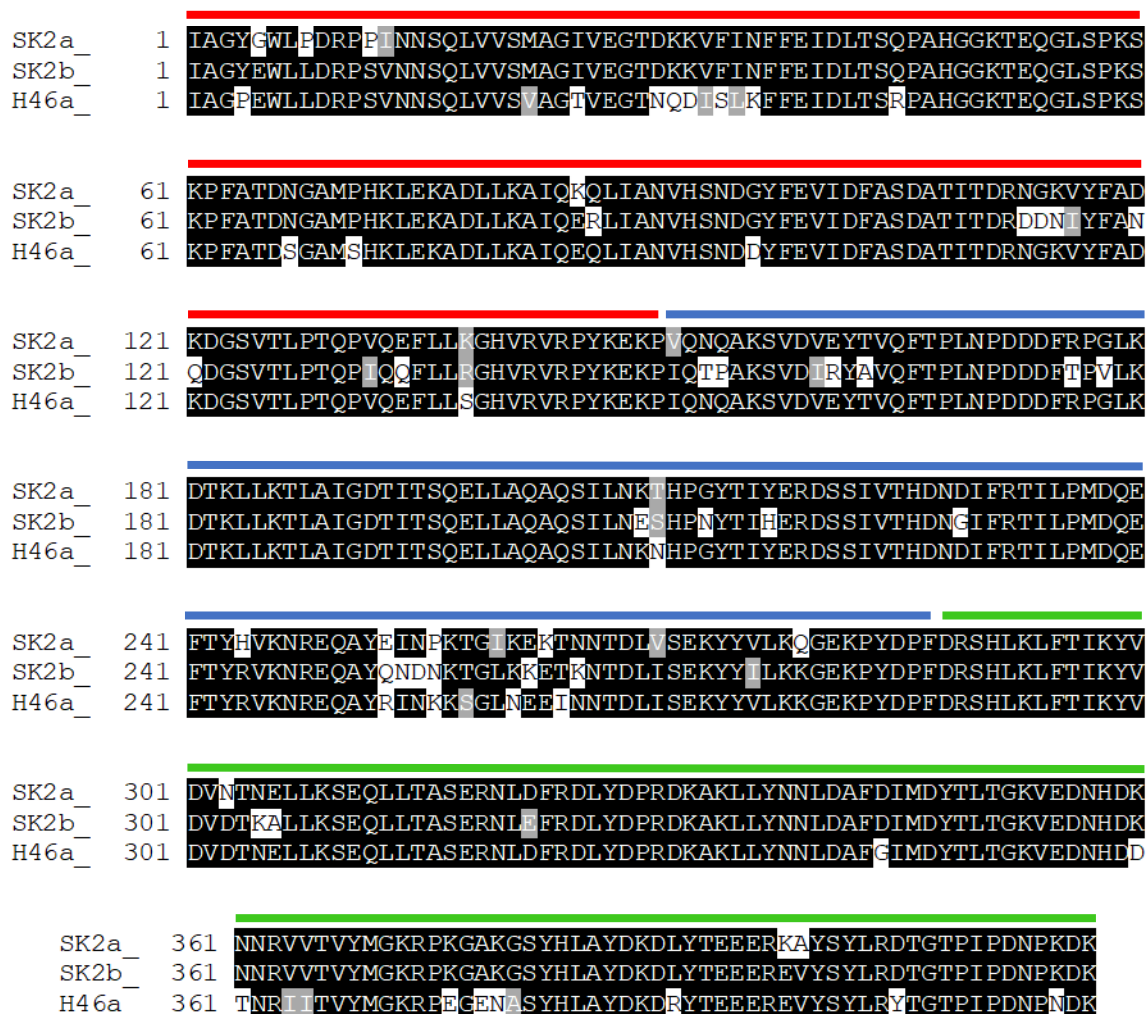 SK2a_ 1 IAGYGWLPDRPPINNSQLVVSMAGIVEGTDKKVFINFFEIDLTSQPAHGGKTEQGLSPKS
SK2b_ 1 IAGYEWLLDRPSVNNSQLVVSMAGIVEGTDKKVFINFFEIDLTSQPAHGGKTEQGLSPKS
H46a_ 1 IAGPEWLLDRPSVNNSQLVVSVAGTVEGTNQDISLKFFEIDLTSRPAHGGKTEQGLSPKS
SK2a_ 61 KPFATDNGAMPHKLEKADLLKAIQKQLIANVHSNDGYFEVIDFASDATITDRNGKVYFAD
SK2b_ 61 KPFATDNGAMPHKLEKADLLKAIQERLIANVHSNDGYFEVIDFASDATITDRDDNIYFAN
H46a_ 61 KPFATDSGAMSHKLEKADLLKAIQEQLIANVHSNDDYFEVIDFASDATITDRNGKVYFAD
SK2a_ 121 KDGSVTLPTQPVQEFLLKGHVRVRPYKEKPVQNQAKSVDVEYTVQFTPLNPDDDFRPGLK
SK2b_ 121 QDGSVTLPTQPIQQFLLRGHVRVRPYKEKPIQTPAKSVDIRYAVQFTPLNPDDDFTPVLK
H46a_ 121 KDGSVTLPTQPVQEFLLSGHVRVRPYKEKPIQNQAKSVDVEYTVQFTPLNPDDDFRPGLK
SK2a_ 181 DTKLLKTLAIGDTITSQELLAQAQSILNKTHPGYTIYERDSSIVTHDNDIFRTILPMDQE
SK2b_ 181 DTKLLKTLAIGDTITSQELLAQAQSILNESHPNYTIHERDSSIVTHDNGIFRTILPMDQE
H46a_ 181 DTKLLKTLAIGDTITSQELLAQAQSILNKNHPGYTIYERDSSIVTHDNDIFRTILPMDQE
SK2a_ 241 FTYHVKNREQAYEINPKTGIKEKTNNTDLVSEKYYVLKQGEKPYDPFDRSHLKLFTIKYV
SK2b_ 241 FTYRVKNREQAYQNDNKTGLKKETKNTDLISEKYYILKKGEKPYDPFDRSHLKLFTIKYV
H46a_ 241 FTYRVKNREQAYRINKKSGLNEEINNTDLISEKYYVLKKGEKPYDPFDRSHLKLFTIKYV
SK2a_ 301 DVNTNELLKSEQLLTASERNLDFRDLYDPRDKAKLLYNNLDAFDIMDYTLTGKVEDNHDK
SK2b_ 301 DVDTKALLKSEQLLTASERNLEFRDLYDPRDKAKLLYNNLDAFDIMDYTLTGKVEDNHDK
H46a_ 301 DVDTNELLKSEQLLTASERNLDFRDLYDPRDKAKLLYNNLDAFGIMDYTLTGKVEDNHDD
SK2a_ 361 NNRVVTVYMGKRPKGAKGSYHLAYDKDLYTEEERKAYSYLRDTGTPIPDNPKDK
SK2b_ 361 NNRVVTVYMGKRPKGAKGSYHLAYDKDLYTEEEREVYSYLRDTGTPIPDNPKDK
H46a 361 TNRIITVYMGKRPEGENASYHLAYDKDRYTEEEREVYSYLRYTGTPIPDNPNDK